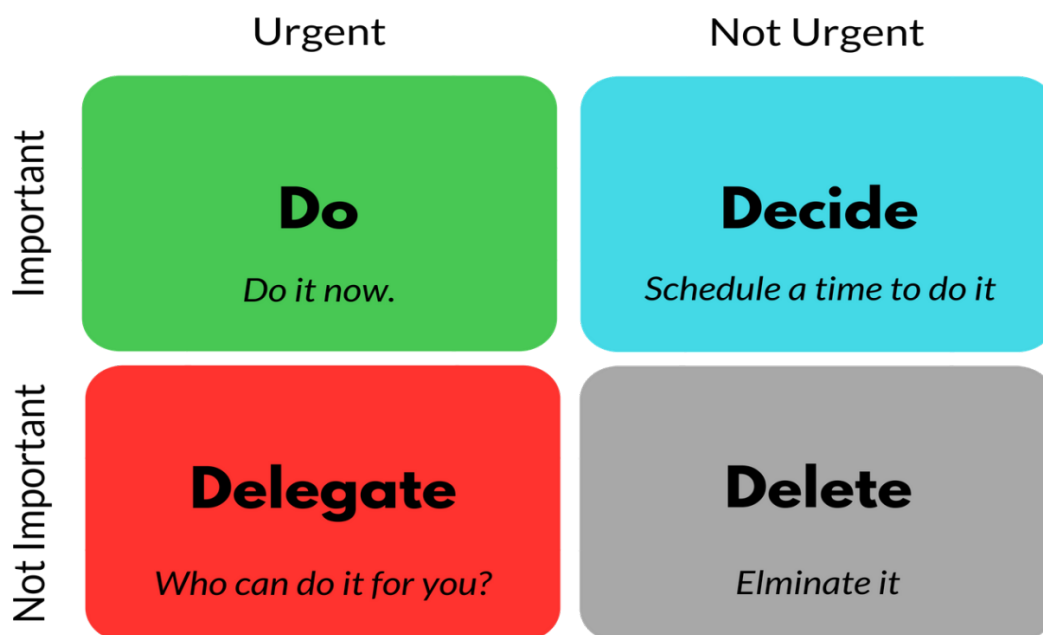 Urgent
Not Urgent
Important
Do
Do it now.
Decide
Schedule a time to do it
Not Important
Delegate
Who can do it for you?
Delete
Elminate it